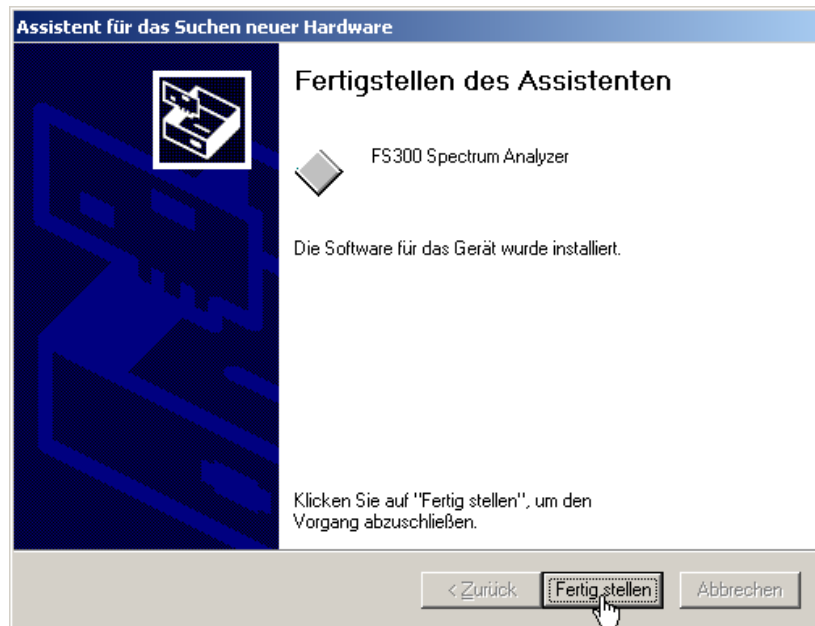 Assistent für das Suchen neuer Hardware
Fertigstellen des Assistenten
FS300 Spectrum Analyzer
Die Software für das Gerät wurde installiert.
Klicken Sie auf "Fertig stellen", um den
Vorgang abzuschließen.
< Zurück
Fertig stellen
Abbrechen